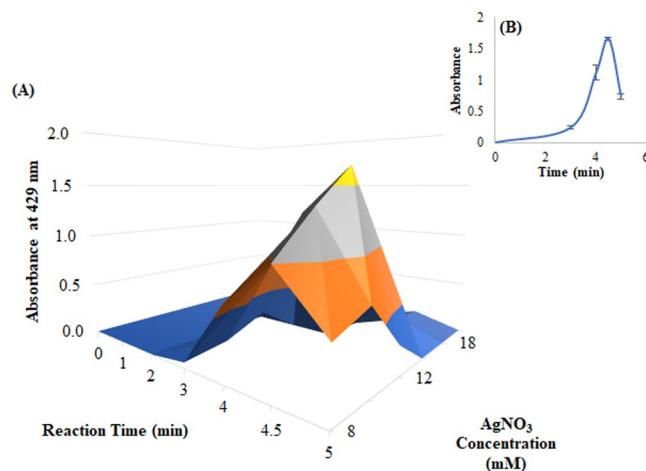 (B)
2
1.5
1
0.5
0
Absorbance
0 2 4 6
Time (min)
(A)
2.0
1.5
1.0
0.5
0.0
Absorbance at 429 nm
0
1
2
3
4
4.5
5
Reaction Time (min)
8
12
18
AgNO₃
Concentration
(mM)